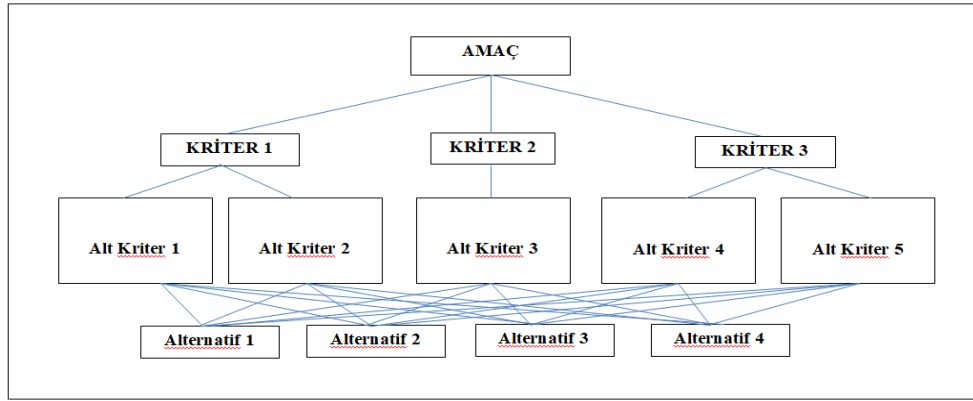 AMAÇ
KRİTER 1
KRİTER 2
KRİTER 3
Alt Kriter 1
Alt Kriter 2
Alt Kriter 3
Alt Kriter 4
Alt Kriter 5
Alternatif 1
Alternatif 2
Alternatif 3
Alternatif 4